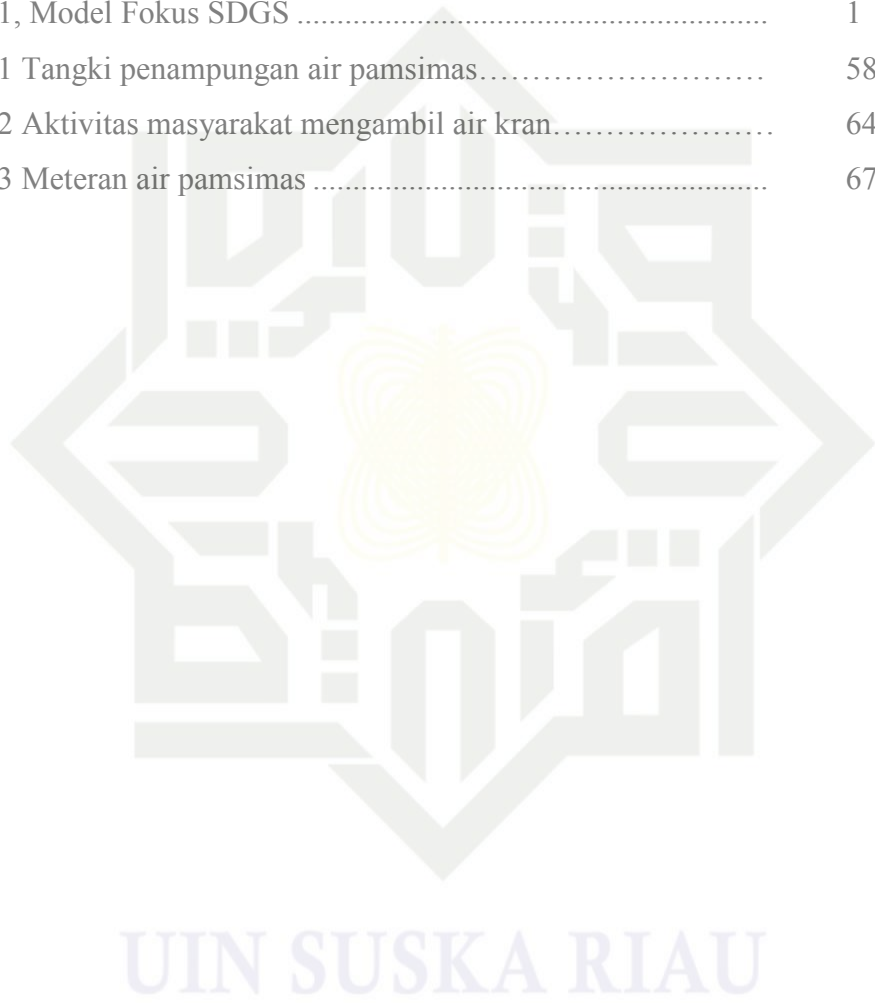 1, Model Fokus SDGS ................................................................. 1
1 Tangki penampungan air pamsimas……………………… 58
2 Aktivitas masyarakat mengambil air kran………………… 64
3 Meteran air pamsimas ............................................................... 67
UIN SUSKA RIAU